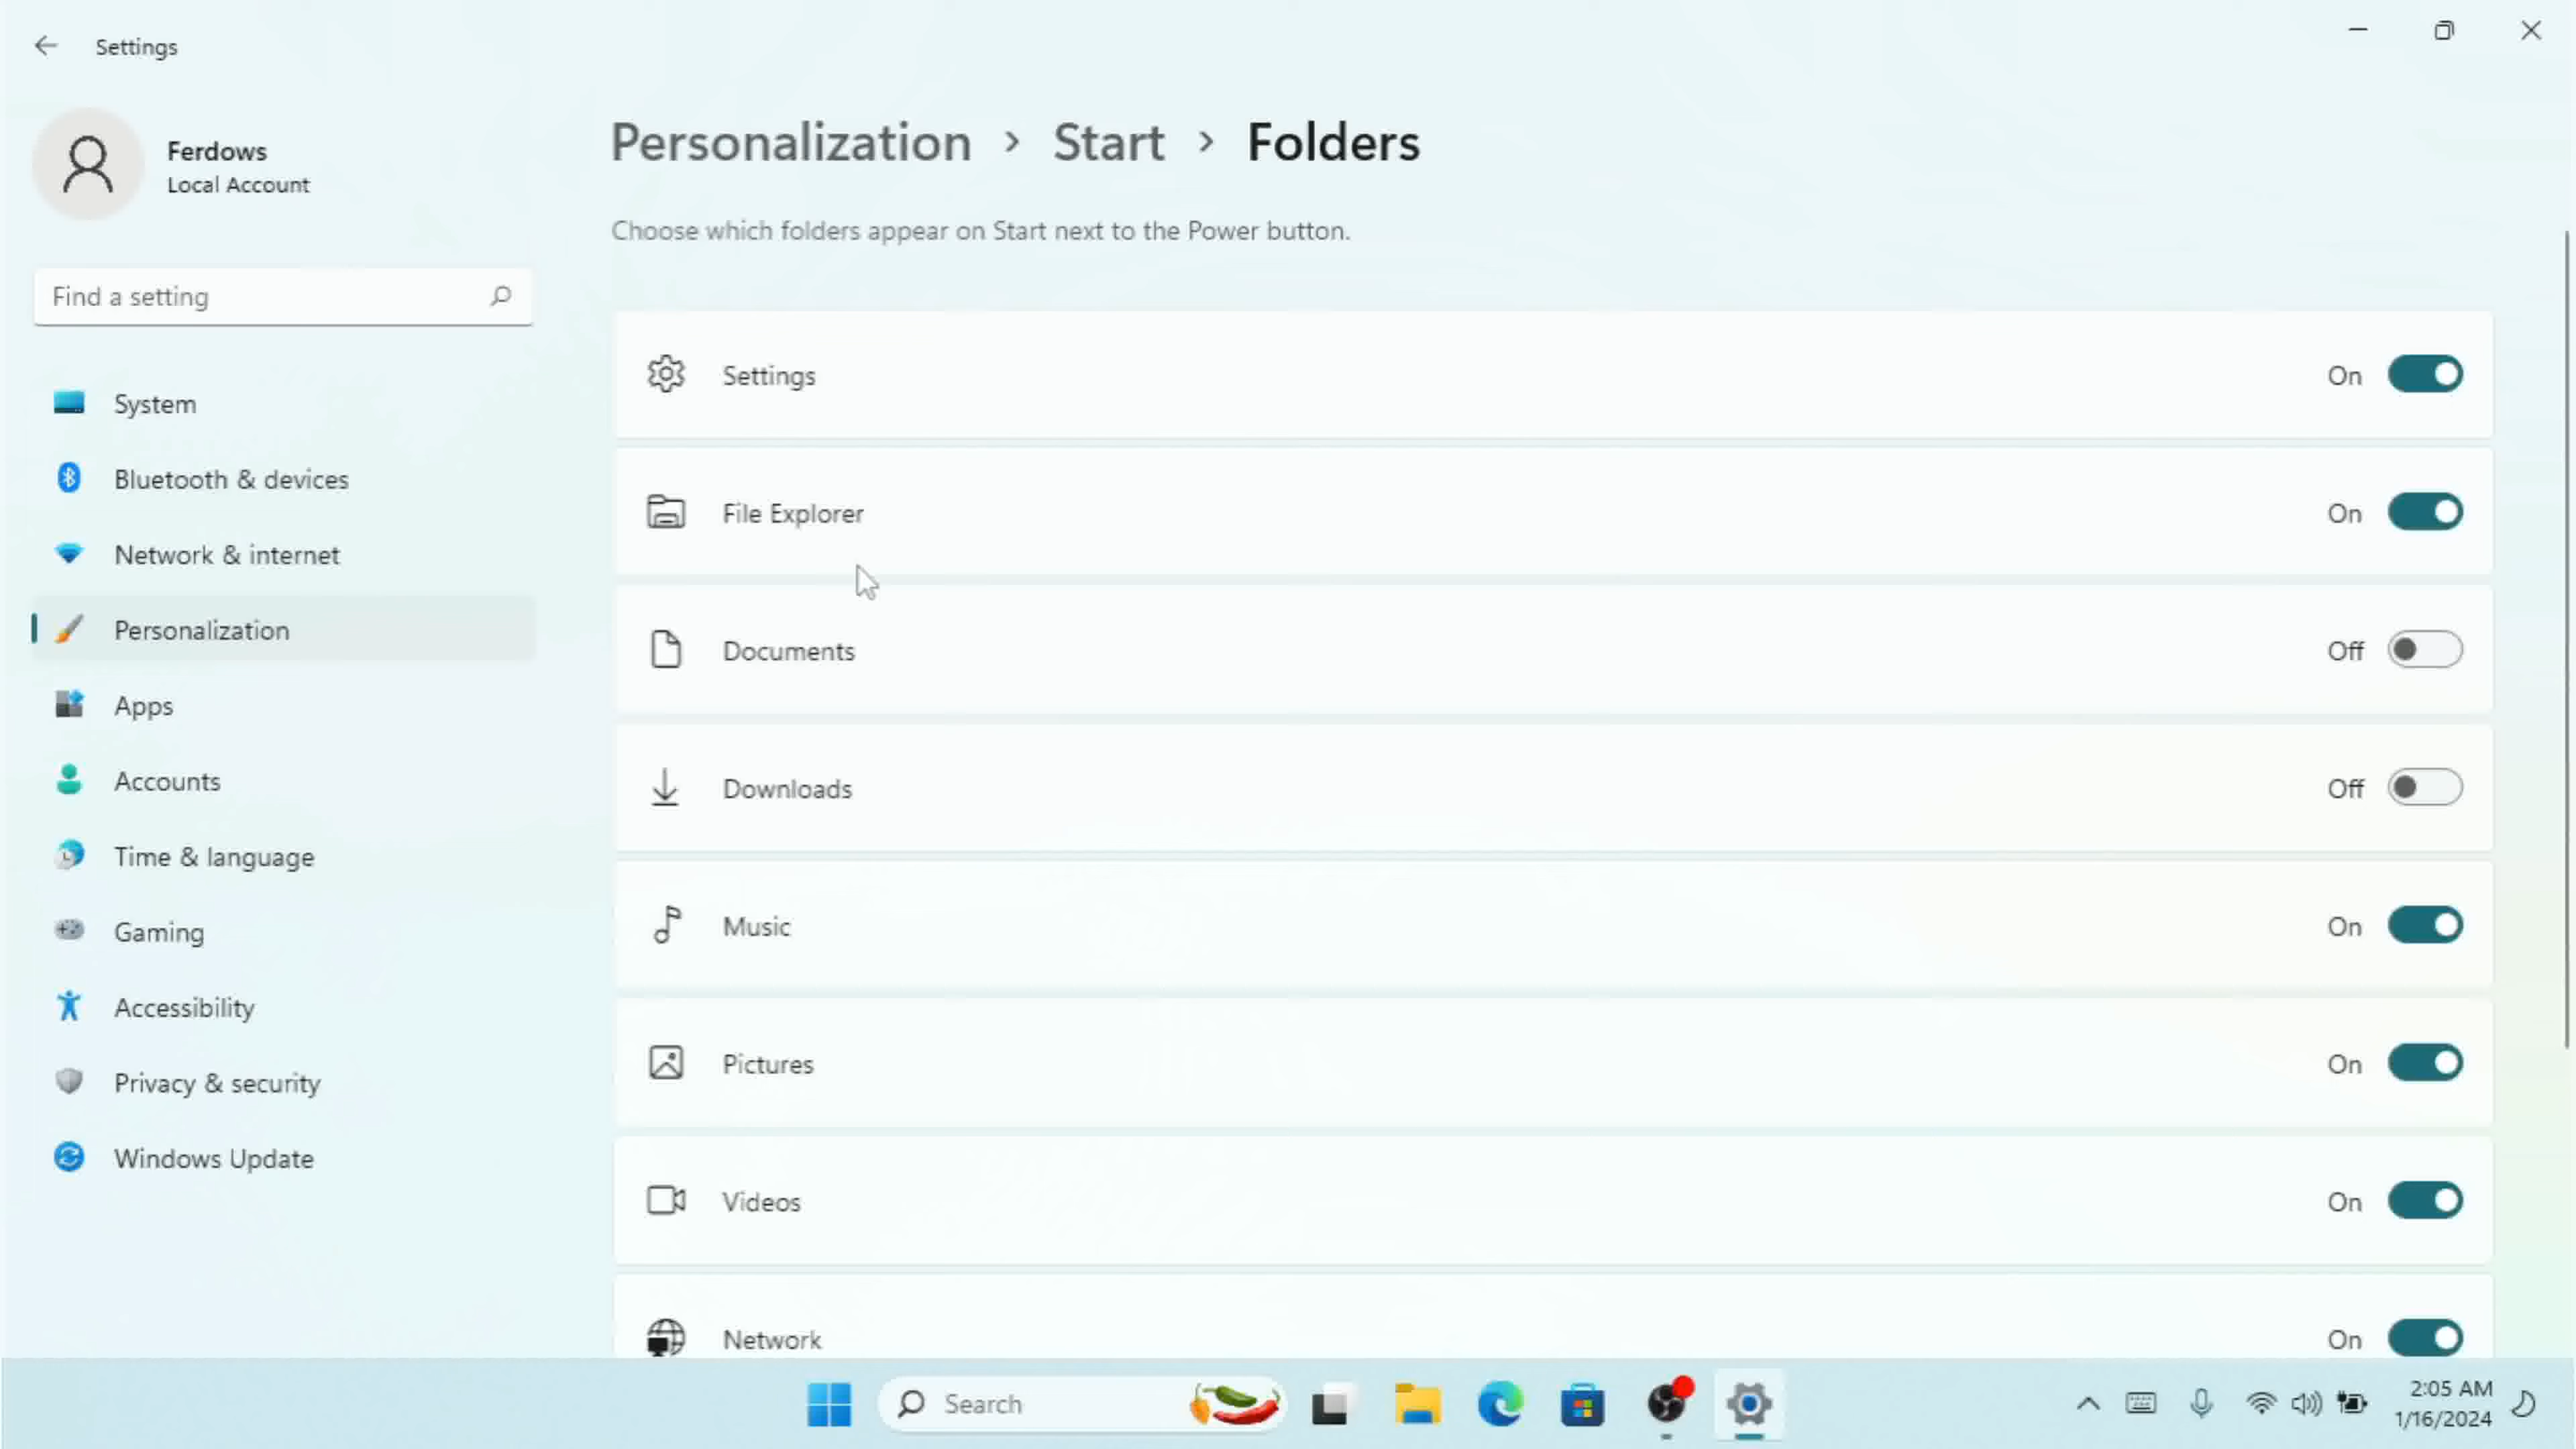 Settings
Ferdows
Local Account
Find a setting
System
Bluetooth & devices
Network & internet
Personalization
Apps
Accounts
Time & language
Gaming
Accessibility
Privacy & security
Windows Update
Personalization > Start > Folders
Choose which folders appear on Start next to the Power button.
Settings On
File Explorer On
Documents Off
Downloads Off
Music On
Pictures On
Videos On
Network On
Search
2:05 AM
1/16/2024